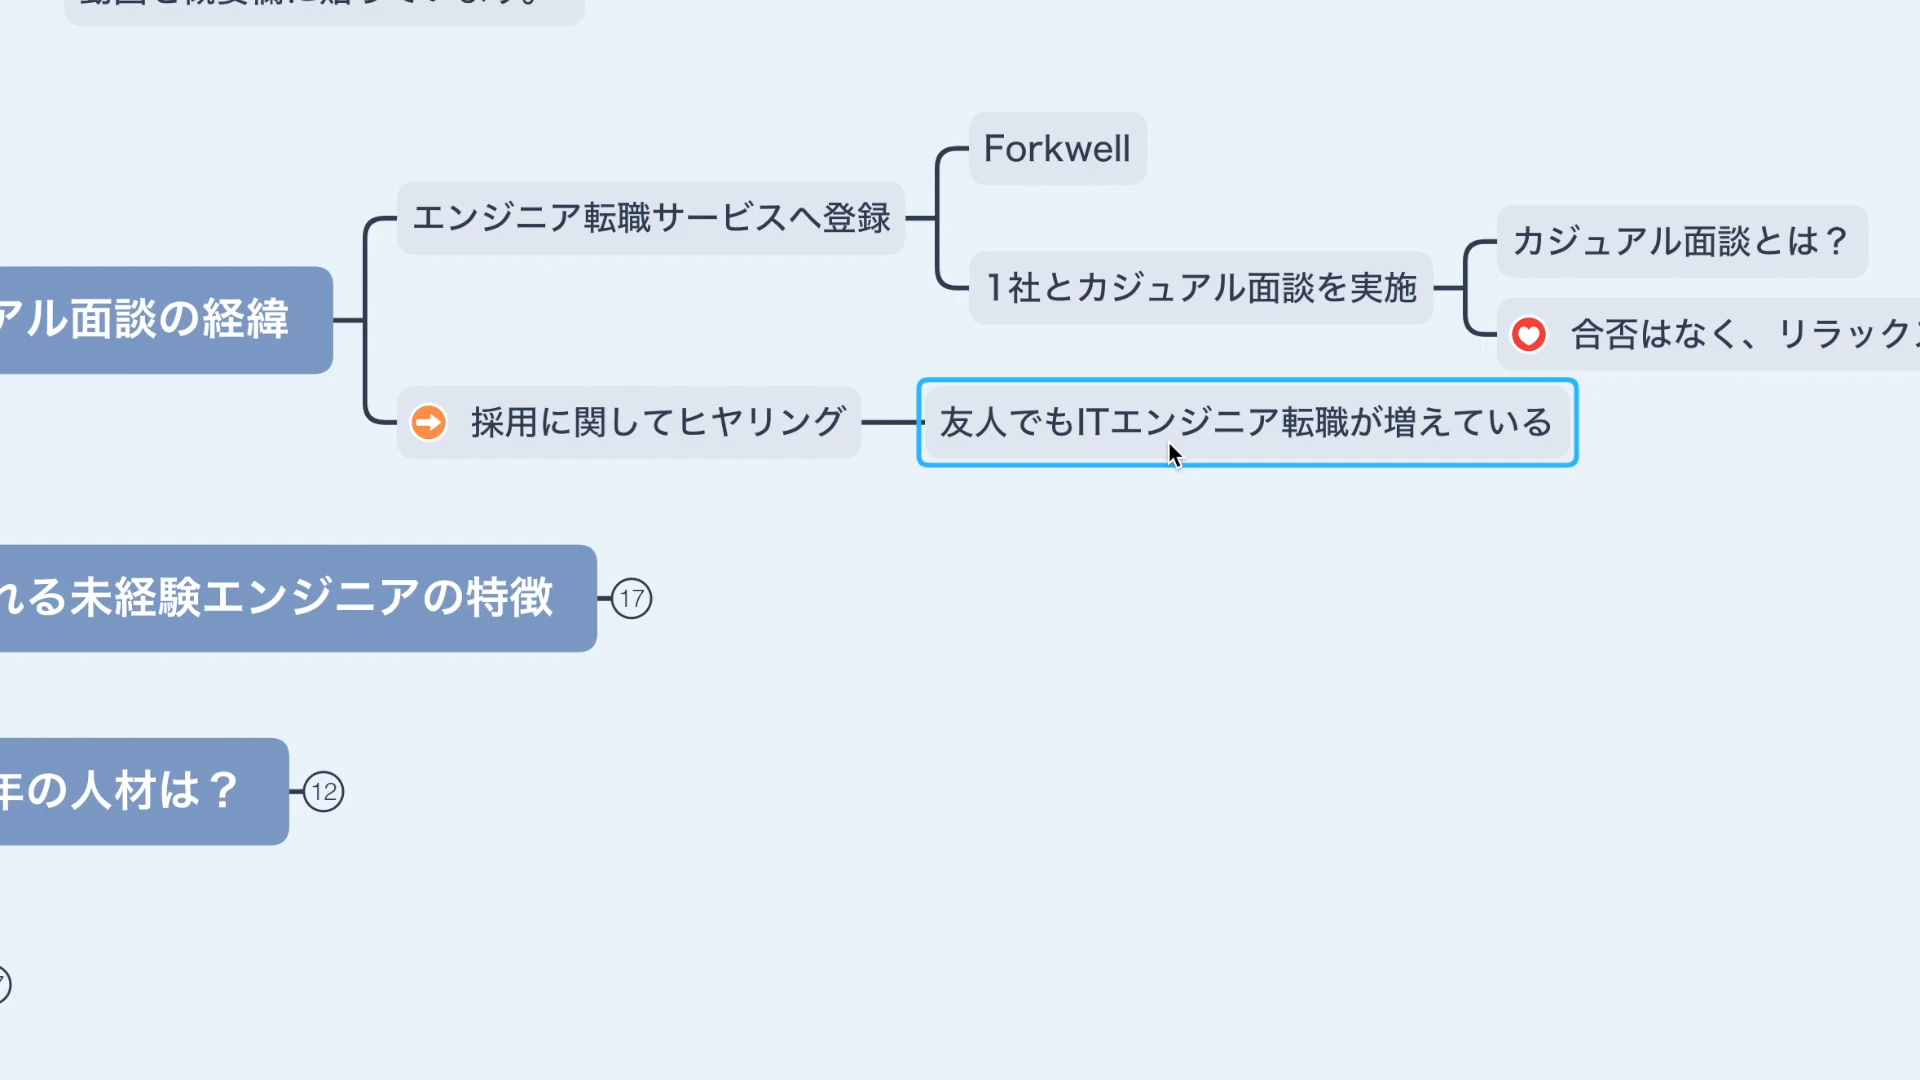 Forkwell
エンジニア転職サービスへ登録
カジュアル面談とは？
1社とカジュアル面談を実施
アル面談の経緯
合否はなく、リラック
採用に関してヒヤリング
友人でもITエンジニア転職が増えている
れる未経験エンジニアの特徴
17
年の人材は？
12